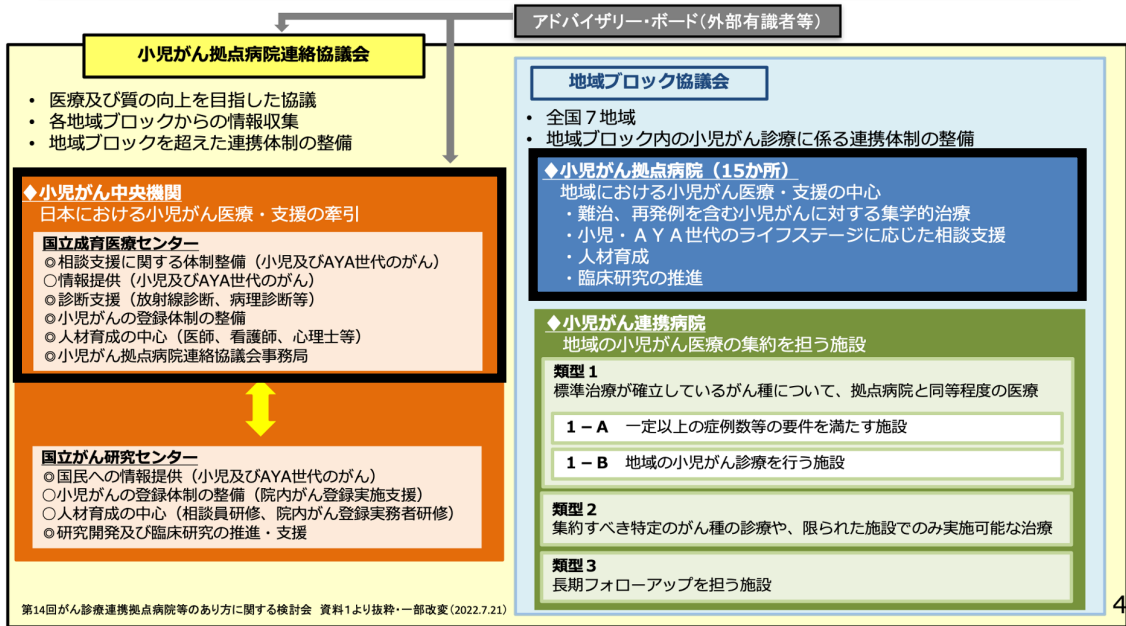 アドバイザリー・ボード（外部有識者等）
小児がん拠点病院連絡協議会
• 医療及び質の向上を目指した協議
• 各地域ブロックからの情報収集
• 地域ブロックを超えた連携体制の整備
◆小児がん中央機関
日本における小児がん医療・支援の牽引
国立成育医療センター
◎相談支援に関する体制整備（小児及びAYA世代のがん）
○情報提供（小児及びAYA世代のがん）
◎診断支援（放射線診断、病理診断等）
◎小児がんの登録体制の整備
◎人材育成の中心（医師、看護師、心理士等）
◎小児がん拠点病院連絡協議会事務局
国立がん研究センター
◎国民への情報提供（小児及びAYA世代のがん）
○小児がんの登録体制の整備（院内がん登録実施支援）
○人材育成の中心（相談員研修、院内がん登録実務者研修）
◎研究開発及び臨床研究の推進・支援
第14回がん診療連携拠点病院等のあり方に関する検討会　資料1より抜粋・一部改変（2022.7.21）
地域ブロック協議会
• 全国７地域
• 地域ブロック内の小児がん診療に係る連携体制の整備
◆小児がん拠点病院（15か所）
地域における小児がん医療・支援の中心
・難治、再発例を含む小児がんに対する集学的治療
・小児・ＡＹＡ世代のライフステージに応じた相談支援
・人材育成
・臨床研究の推進
◆小児がん連携病院
地域の小児がん医療の集約を担う施設
類型１
標準治療が確立しているがん種について、拠点病院と同等程度の医療
１－Ａ　一定以上の症例数等の要件を満たす施設
１－Ｂ　地域の小児がん診療を行う施設
類型２
集約すべき特定のがん種の診療や、限られた施設でのみ実施可能な治療
類型３
長期フォローアップを担う施設
4